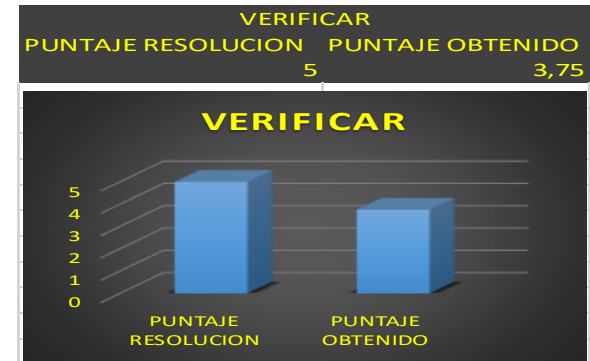 VERIFICAR
PUNTAJE RESOLUCION PUNTAJE OBTENIDO
5 3,75
VERIFICAR
5
4
3
2
1
0
PUNTAJE RESOLUCION
PUNTAJE OBTENIDO